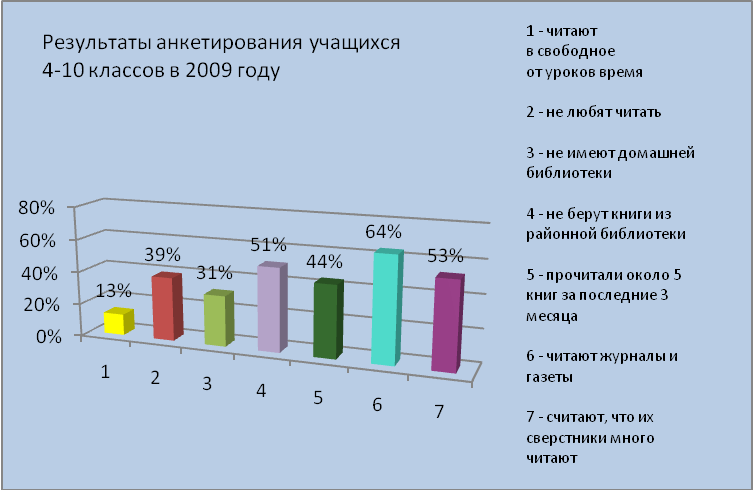 Результаты анкетирования учащихся
4-10 классов в 2009 году
80%
60%
40%
20%
0%
13%
39%
31%
51%
44%
64%
53%
1
2
3
4
5
6
7
1 - читают
в свободное
от уроков время
2 - не любят читать
3 - не имеют домашней
библиотеки
4 - не берут книги из
районной библиотеки
5 - прочитали около 5
книг за последние 3
месяца
6 - читают журналы и
газеты
7 - считают, что их
сверстники много
читают